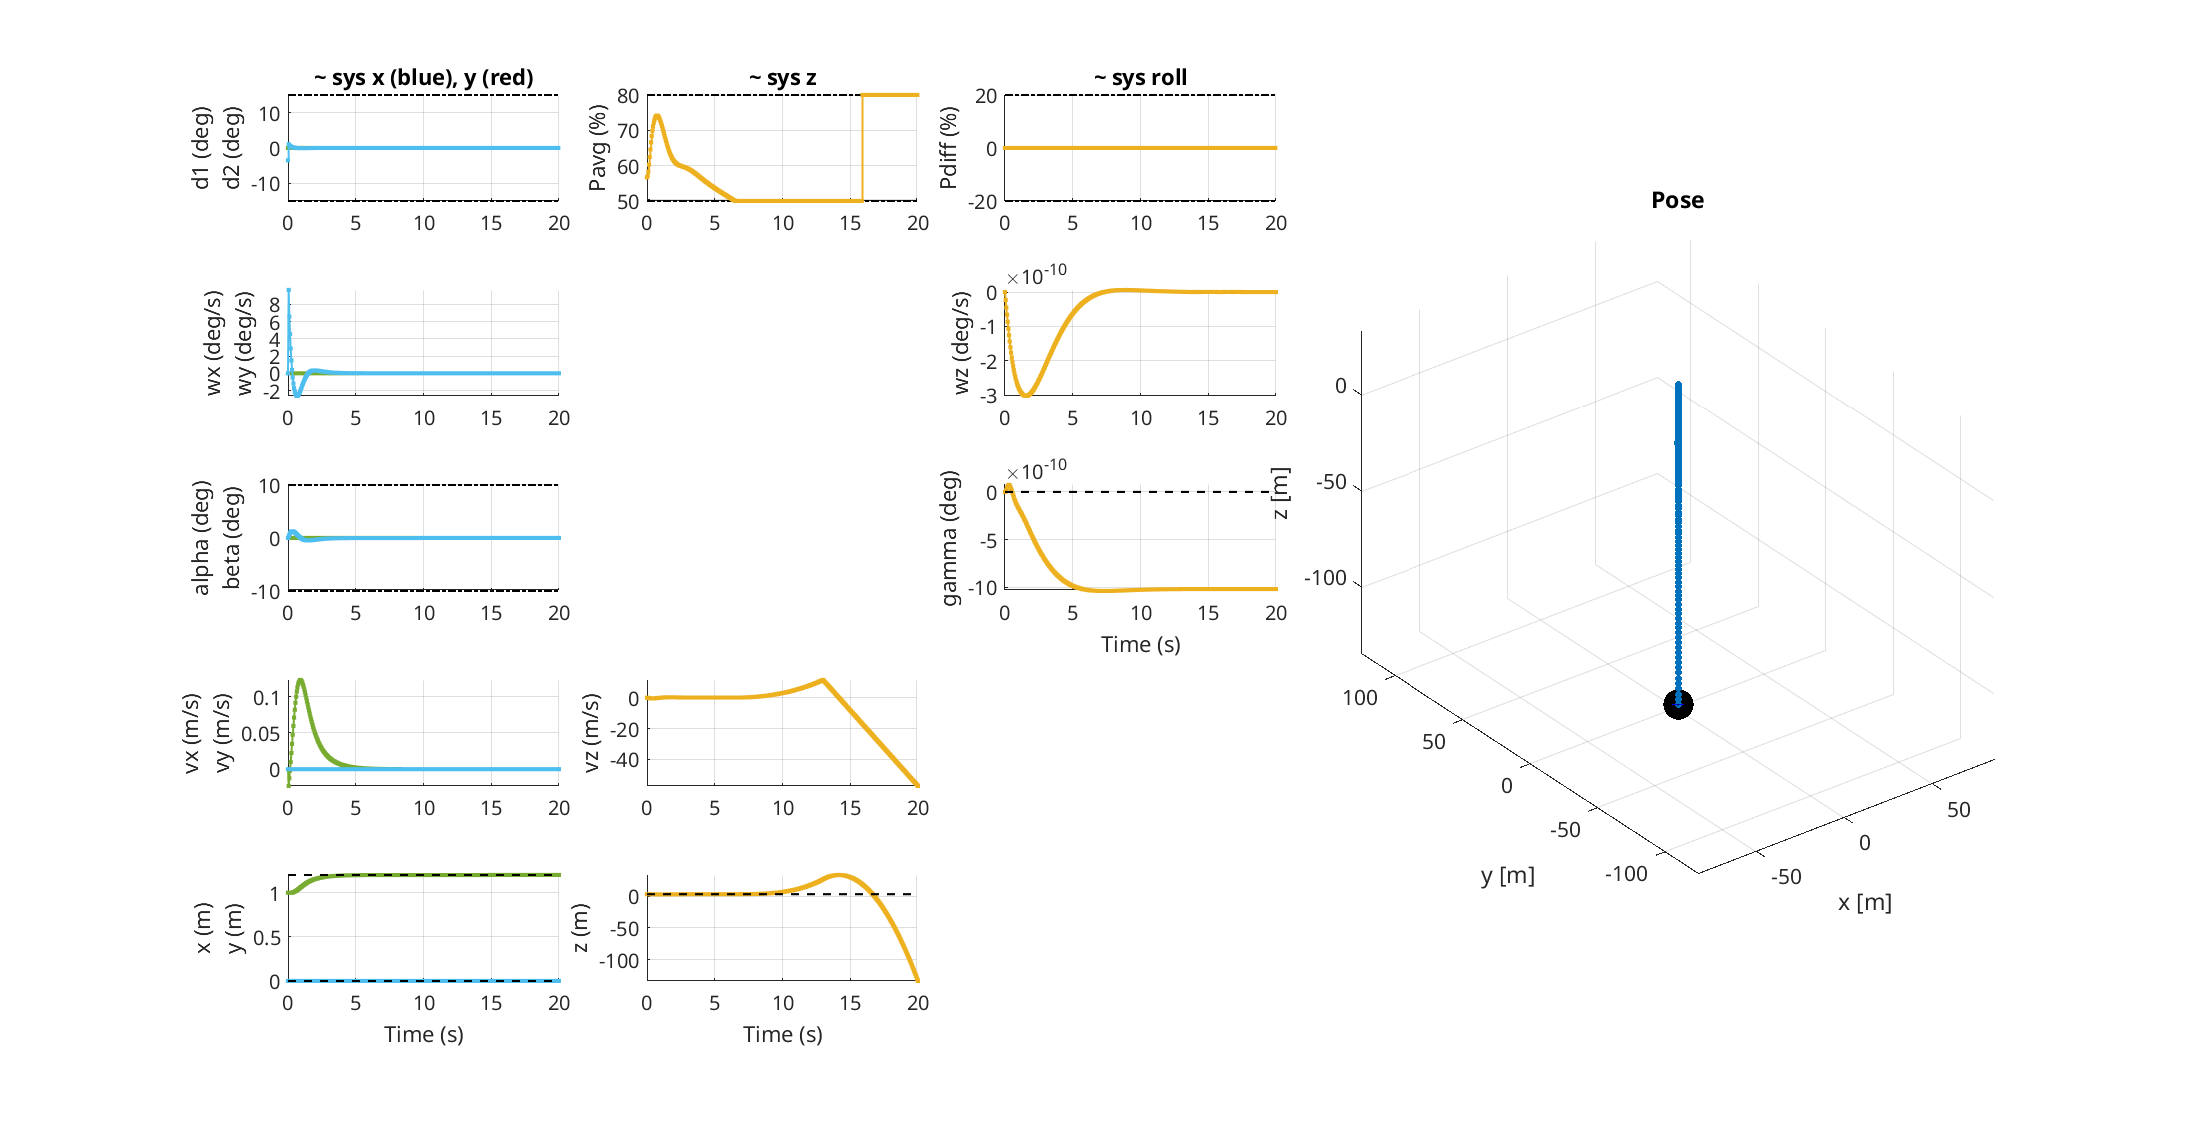 ~ sys x (blue), y (red)
~ sys z
~ sys roll
d1 (deg)
d2 (deg)
10
0
-10
0 5 10 15 20
Pavg (%)
80
70
60
50
0 5 10 15 20
Pdiff (%)
20
0
-20
0 5 10 15 20
wx (deg/s)
wy (deg/s)
8
6
4
2
0
-2
0 5 10 15 20
×10-10
wz (deg/s)
0
-1
-2
-3
0 5 10 15 20
alpha (deg)
beta (deg)
10
0
-10
0 5 10 15 20
×10-10
gamma (deg)
0
-5
-10
0 5 10 15 20
Time (s)
vx (m/s)
vy (m/s)
0.1
0.05
0
0 5 10 15 20
vz (m/s)
0
-20
-40
0 5 10 15 20
x (m)
y (m)
1
0.5
0
0 5 10 15 20
Time (s)
z (m)
0
-50
-100
0 5 10 15 20
Time (s)
Pose
z [m]
0
-50
-100
100
50
0
-50
-100
y [m]
-50
0
50
x [m]